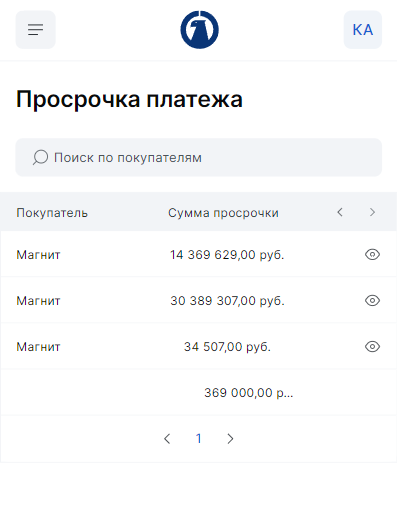 КА
Просрочка платежа
Поиск по покупателям
Покупатель Сумма просрочки
Магнит 14 369 629,00 руб.
Магнит 30 389 307,00 руб.
Магнит 34 507,00 руб.
369 000,00 р...
1